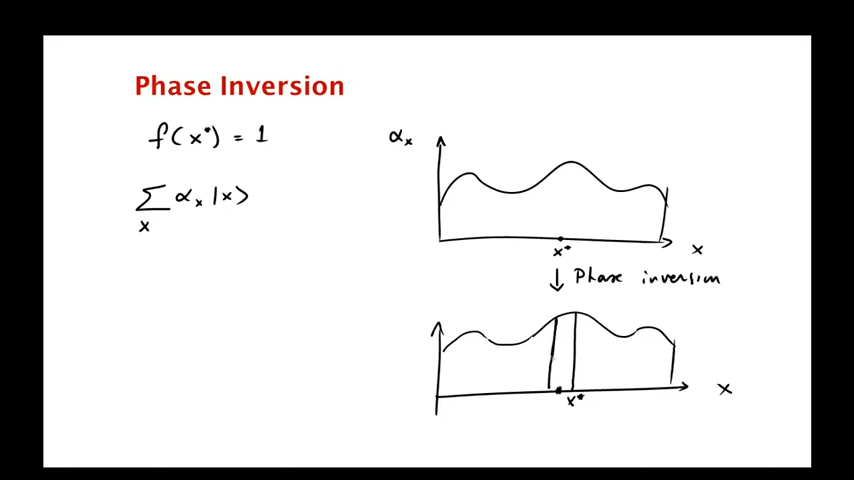 Phase Inversion
f(x*) = 1
∑ αₓ |x⟩
x
αₓ
x*
x
↓ Phase inversion
x*
x